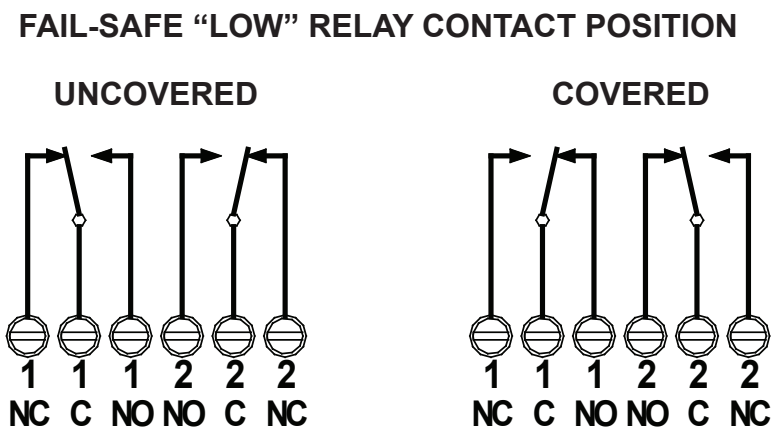 FAIL-SAFE “LOW” RELAY CONTACT POSITION
UNCOVERED COVERED
1 1 1 2 2 2 1 1 1 2 2 2
NC C NO NO C NC NC C NO NO C NC